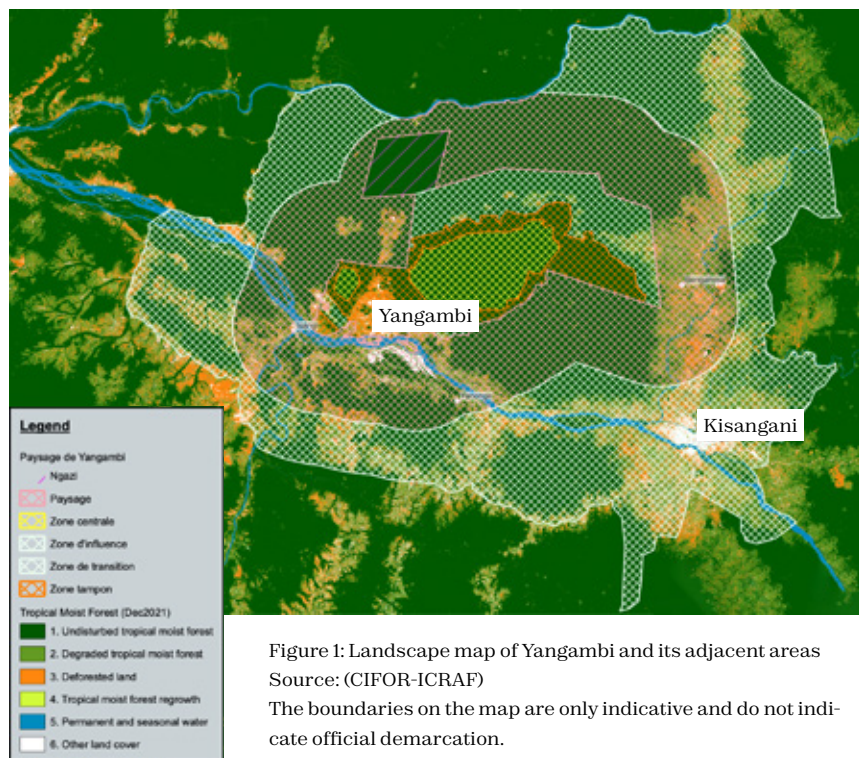 Yangambi
Kisangani
Legend
Paysage de Yangambi
Ngazi
Paysage
Zone centrale
Zone d'influence
Zone de transition
Zone tampon
Tropical Moist Forest (Dec2021)
1. Undisturbed tropical moist forest
2. Degraded tropical moist forest
3. Deforested land
4. Tropical moist forest regrowth
5. Permanent and seasonal water
6. Other land cover
Figure 1: Landscape map of Yangambi and its adjacent areas
Source: (CIFOR-ICRAF)
The boundaries on the map are only indicative and do not indi-
cate official demarcation.